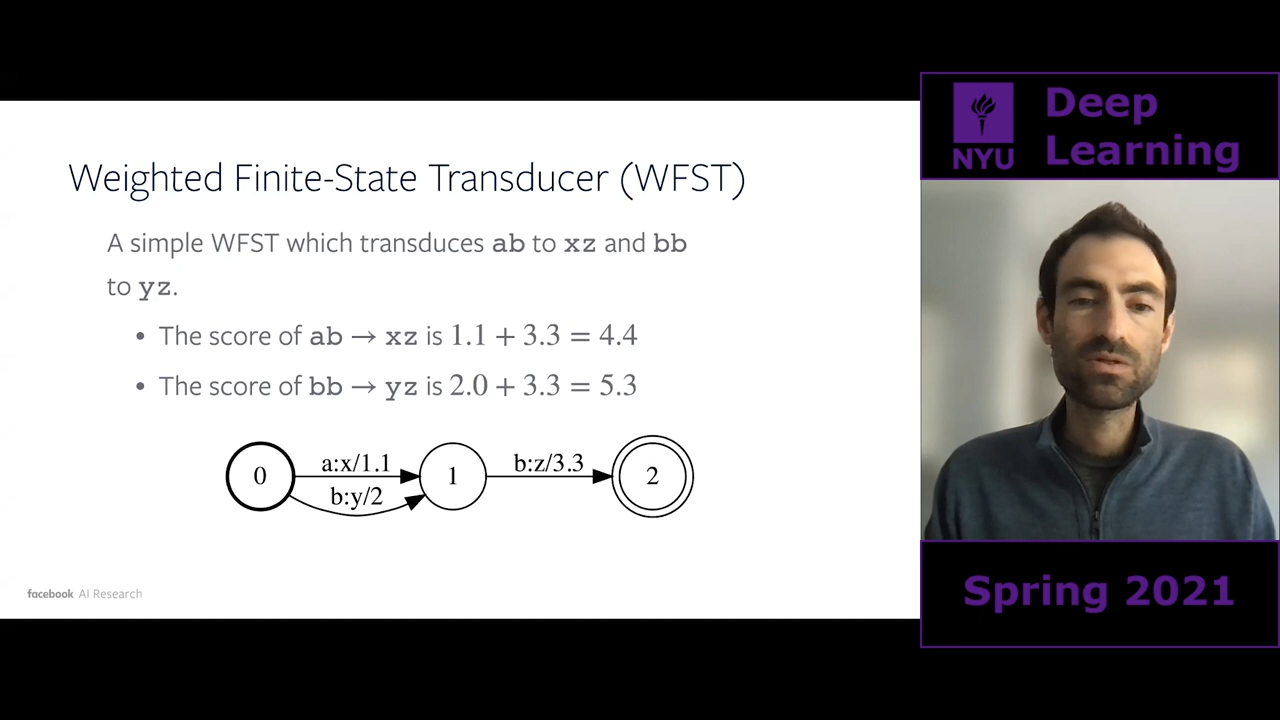 Weighted Finite-State Transducer (WFST)
A simple WFST which transduces ab to xz and bb
to yz.
• The score of ab → xz is 1.1 + 3.3 = 4.4
• The score of bb → yz is 2.0 + 3.3 = 5.3
0
a:x/1.1
b:y/2
1
b:z/3.3
2
facebook AI Research
NYU
Deep
Learning
Spring 2021